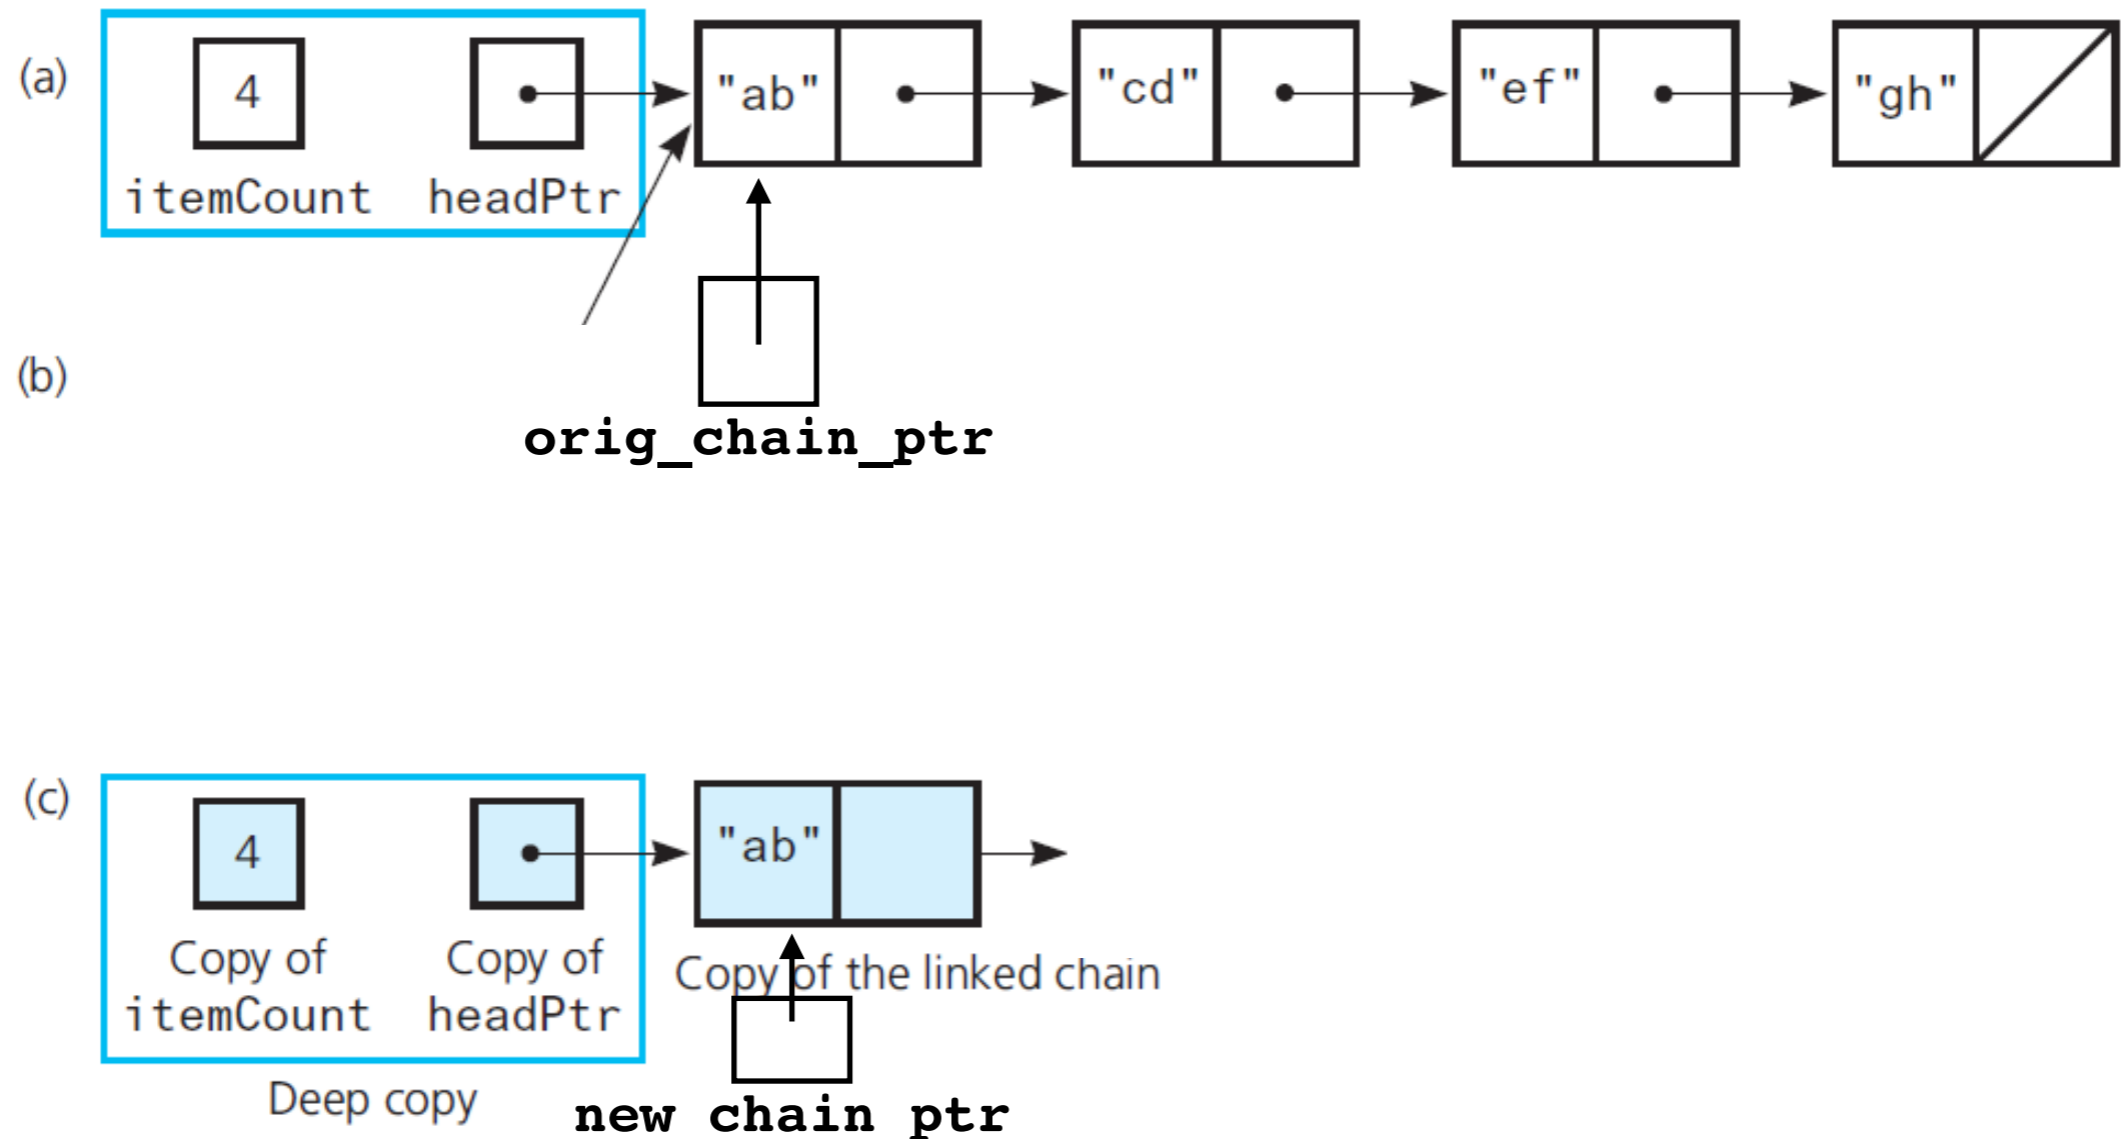 (a) 4 "ab" "cd" "ef" "gh"
itemCount headPtr
(b)
orig_chain_ptr
(c) 4 "ab"
Copy of Copy of Copy of the linked chain
itemCount headPtr
Deep copy new chain ptr